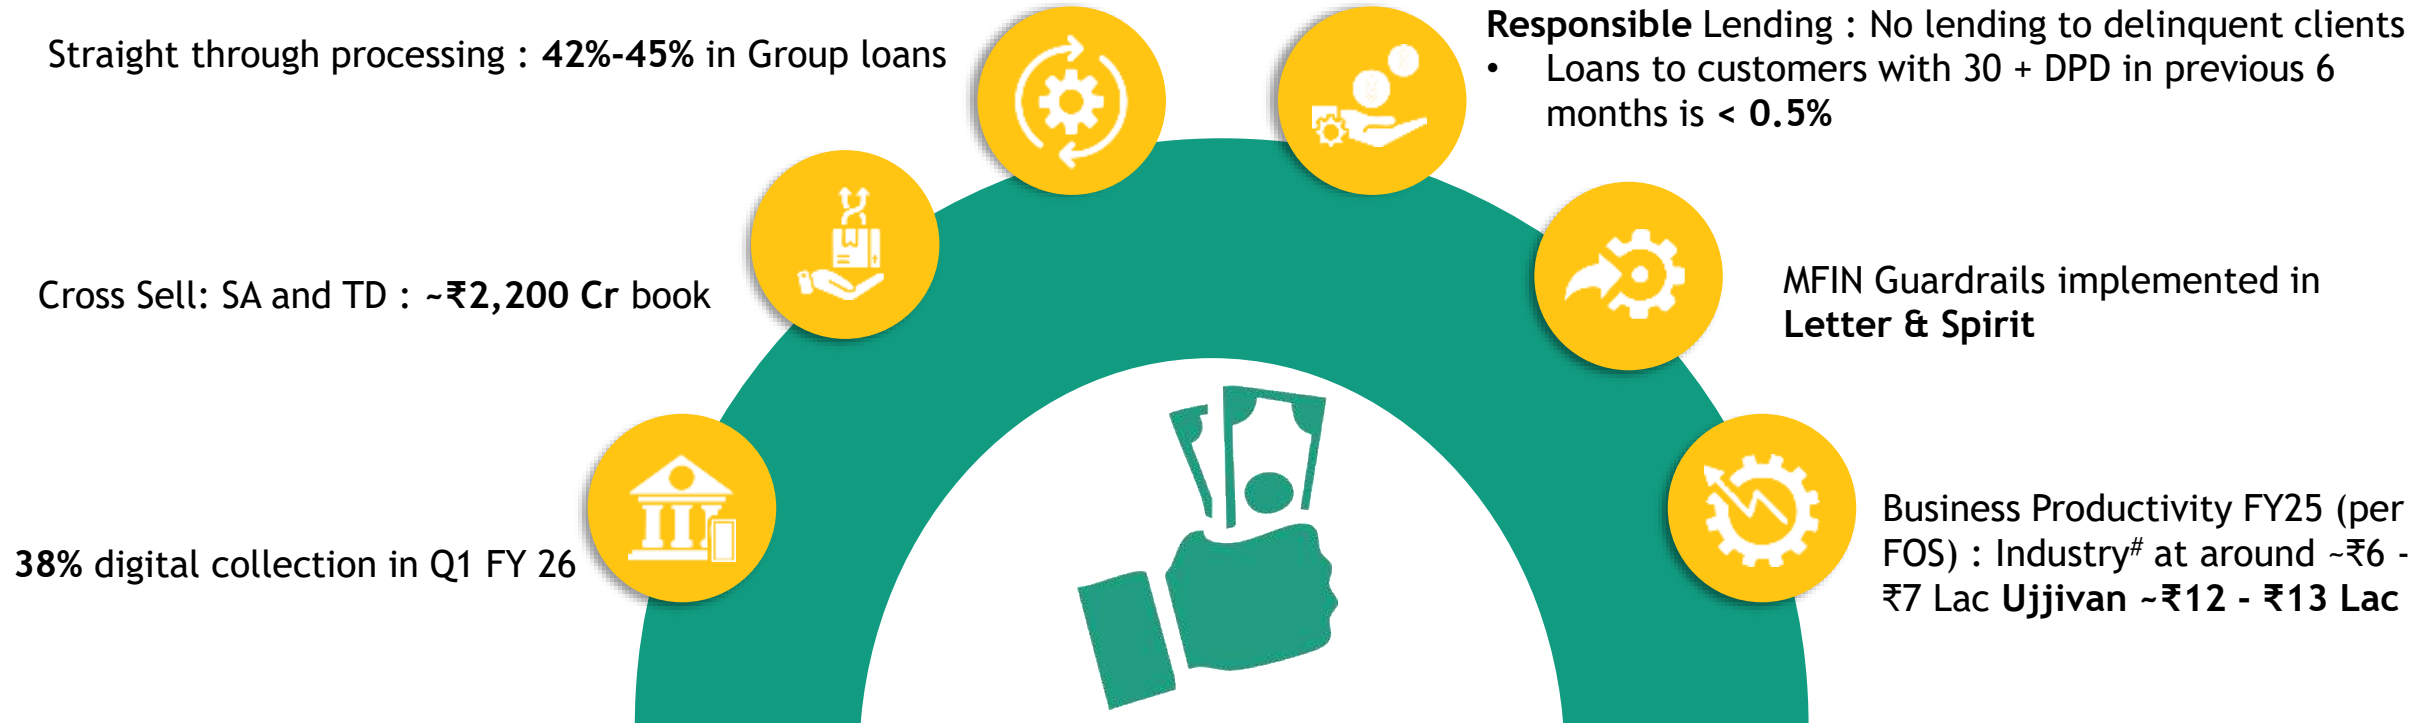 Straight through processing : 42%-45% in Group loans
Cross Sell: SA and TD : ~₹2,200 Cr book
38% digital collection in Q1 FY 26
Responsible Lending : No lending to delinquent clients
• Loans to customers with 30 + DPD in previous 6
months is < 0.5%
MFIN Guardrails implemented in
Letter & Spirit
Business Productivity FY25 (per
FOS) : Industry# at around ~₹6 -
₹7 Lac Ujjivan ~₹12 - ₹13 Lac